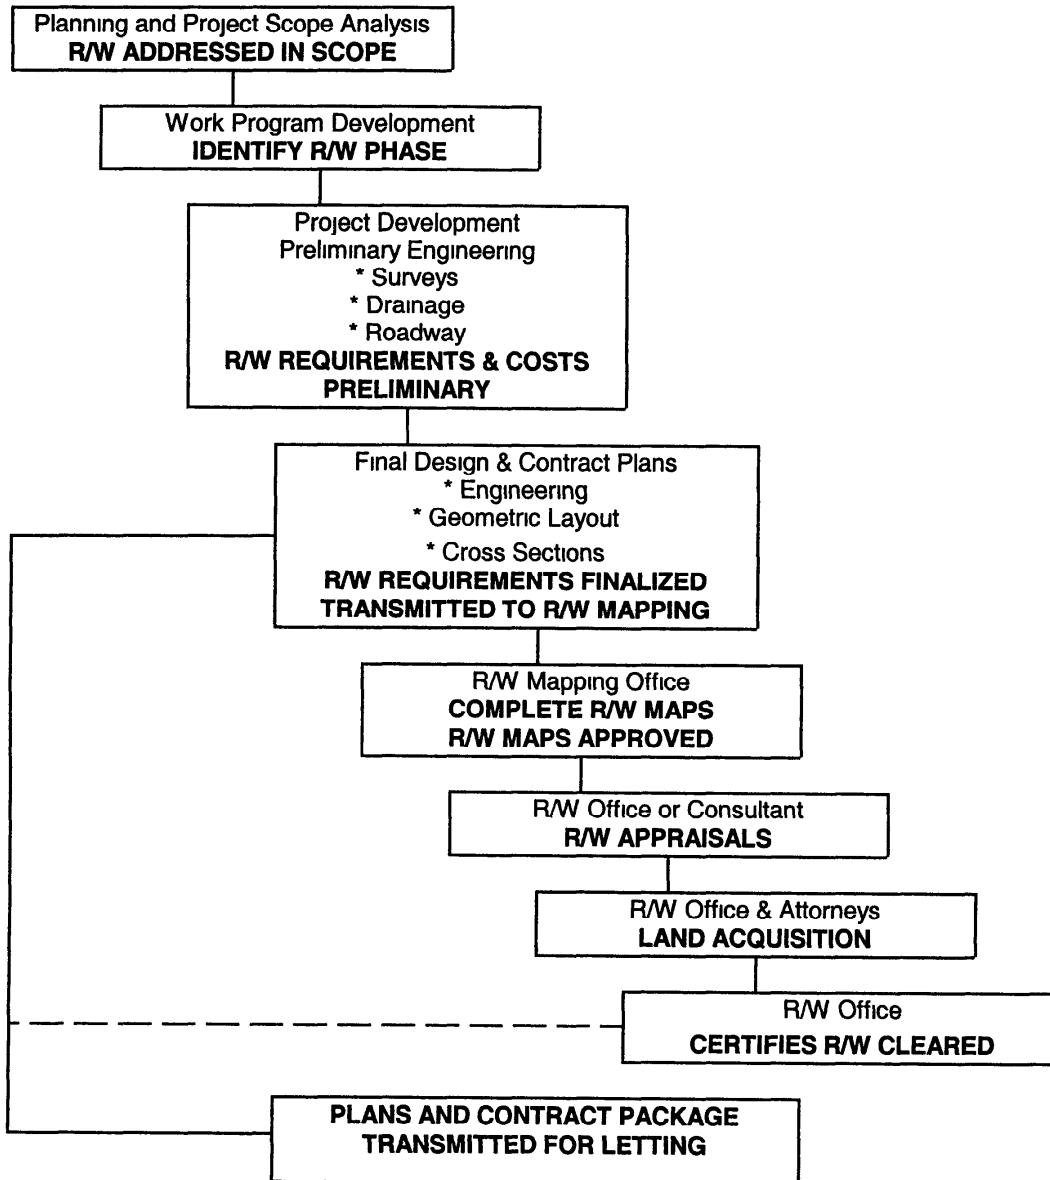 Planning and Project Scope Analysis
R/W ADDRESSED IN SCOPE
Work Program Development
IDENTIFY R/W PHASE
Project Development
Preliminary Engineering
* Surveys
* Drainage
* Roadway
R/W REQUIREMENTS & COSTS
PRELIMINARY
Final Design & Contract Plans
* Engineering
* Geometric Layout
* Cross Sections
R/W REQUIREMENTS FINALIZED
TRANSMITTED TO R/W MAPPING
R/W Mapping Office
COMPLETE R/W MAPS
R/W MAPS APPROVED
R/W Office or Consultant
R/W APPRAISALS
R/W Office & Attorneys
LAND ACQUISITION
R/W Office
CERTIFIES R/W CLEARED
PLANS AND CONTRACT PACKAGE
TRANSMITTED FOR LETTING